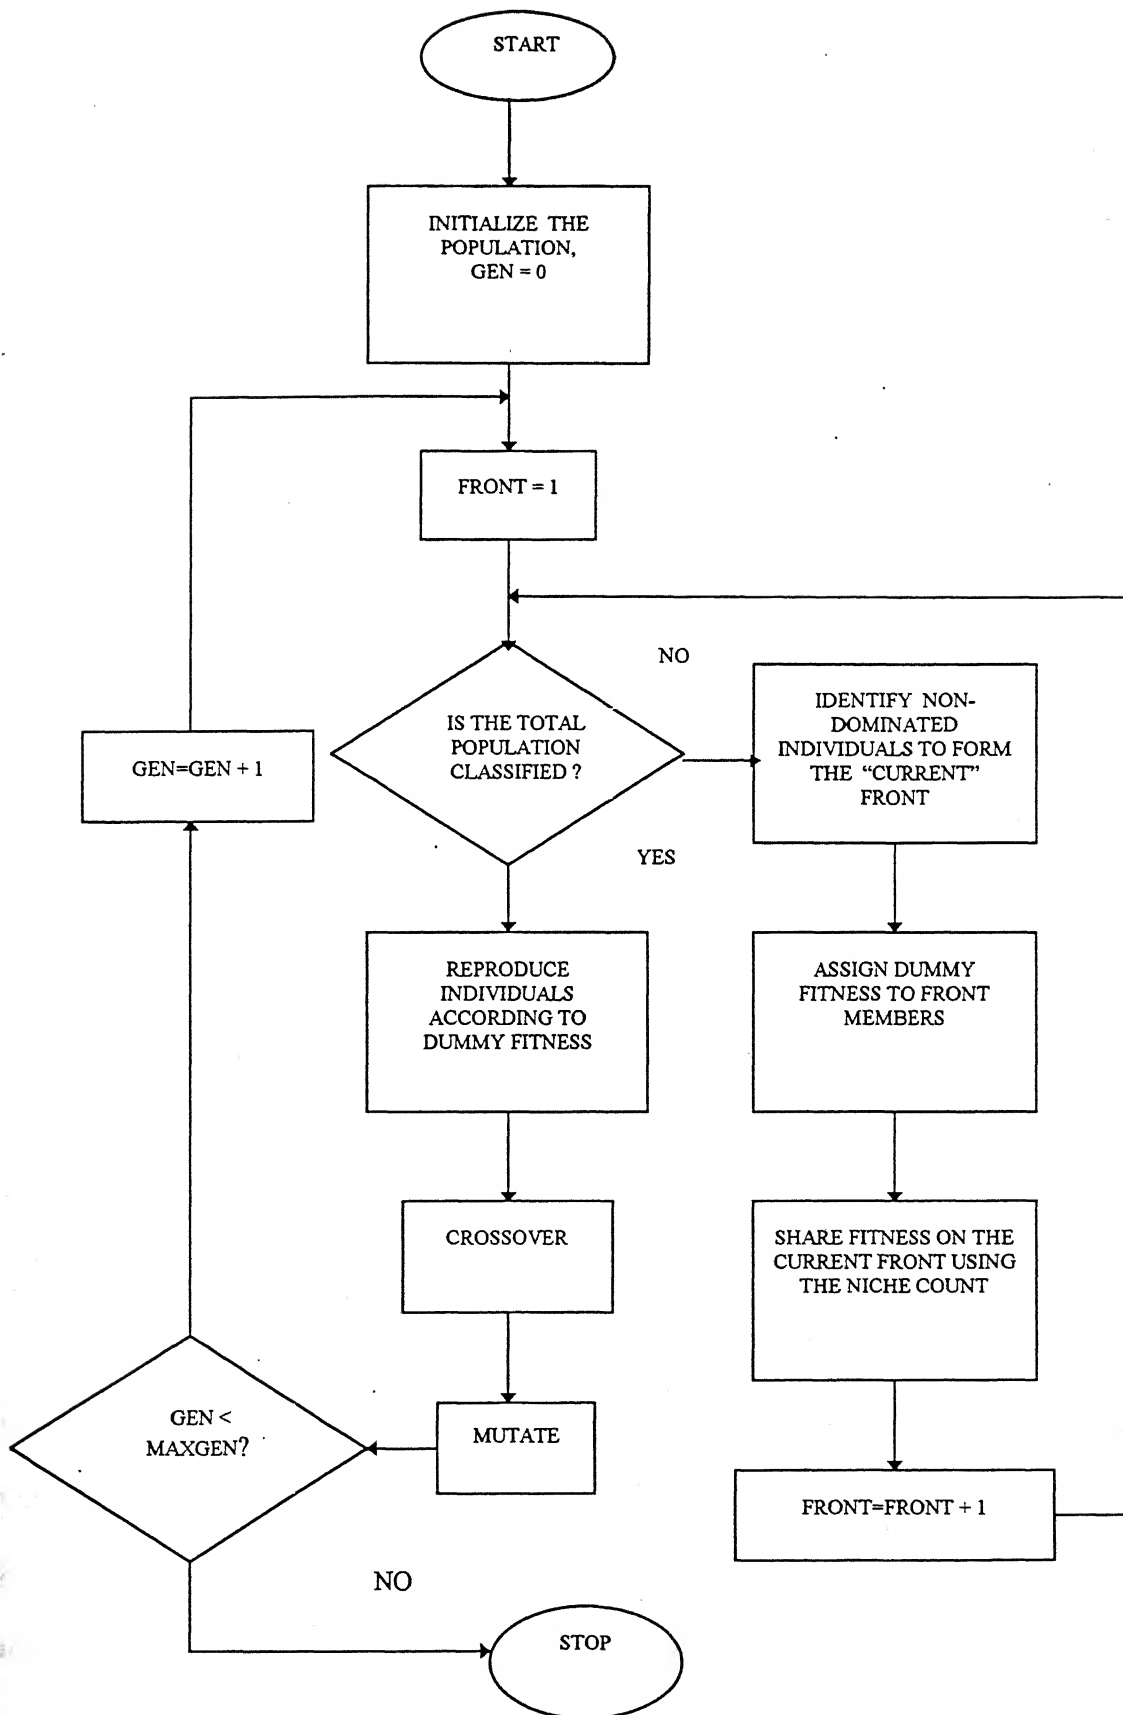 START
INITIALIZE THE
POPULATION,
GEN = 0
FRONT = 1
NO
IS THE TOTAL
POPULATION
CLASSIFIED ?
IDENTIFY NON-
DOMINATED
INDIVIDUALS TO FORM
THE “CURRENT”
FRONT
GEN=GEN + 1
YES
REPRODUCE
INDIVIDUALS
ACCORDING TO
DUMMY FITNESS
ASSIGN DUMMY
FITNESS TO FRONT
MEMBERS
CROSSOVER
SHARE FITNESS ON THE
CURRENT FRONT USING
THE NICHE COUNT
GEN <
MAXGEN?
MUTATE
FRONT=FRONT + 1
NO
STOP